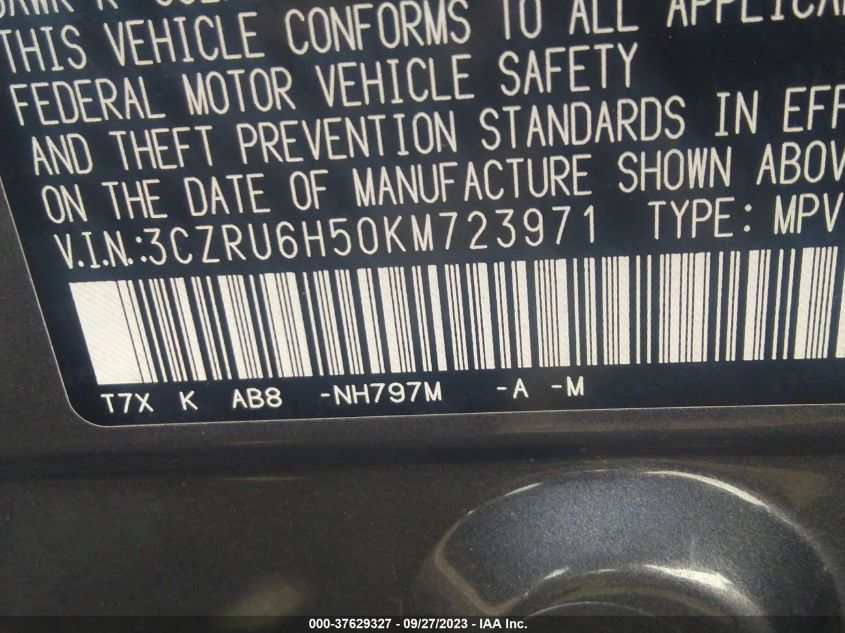 THIS VEHICLE CONFORMS TO ALL
FEDERAL MOTOR VEHICLE SAFETY
AND THEFT PREVENTION STANDARDS IN EFF
ON THE DATE OF MANUFACTURE SHOWN ABOV
V.I.N.:3CZRU6H50KM723971 TYPE: MPV
T7X K AB8 -NH797M -A -M
000-37629327 - 09/27/2023 - IAA Inc.